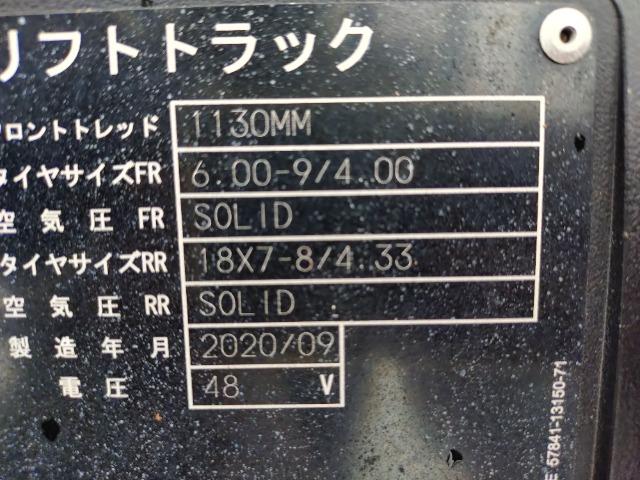 リフトトラック
フロントトレッド 1130MM
タイヤサイズFR 6.00-9/4.00
空気圧 FR SOLID
タイヤサイズRR 18X7-8/4.33
空気圧 RR SOLID
製造年月 2020/09
電圧 48 V
E 57841-13150-71